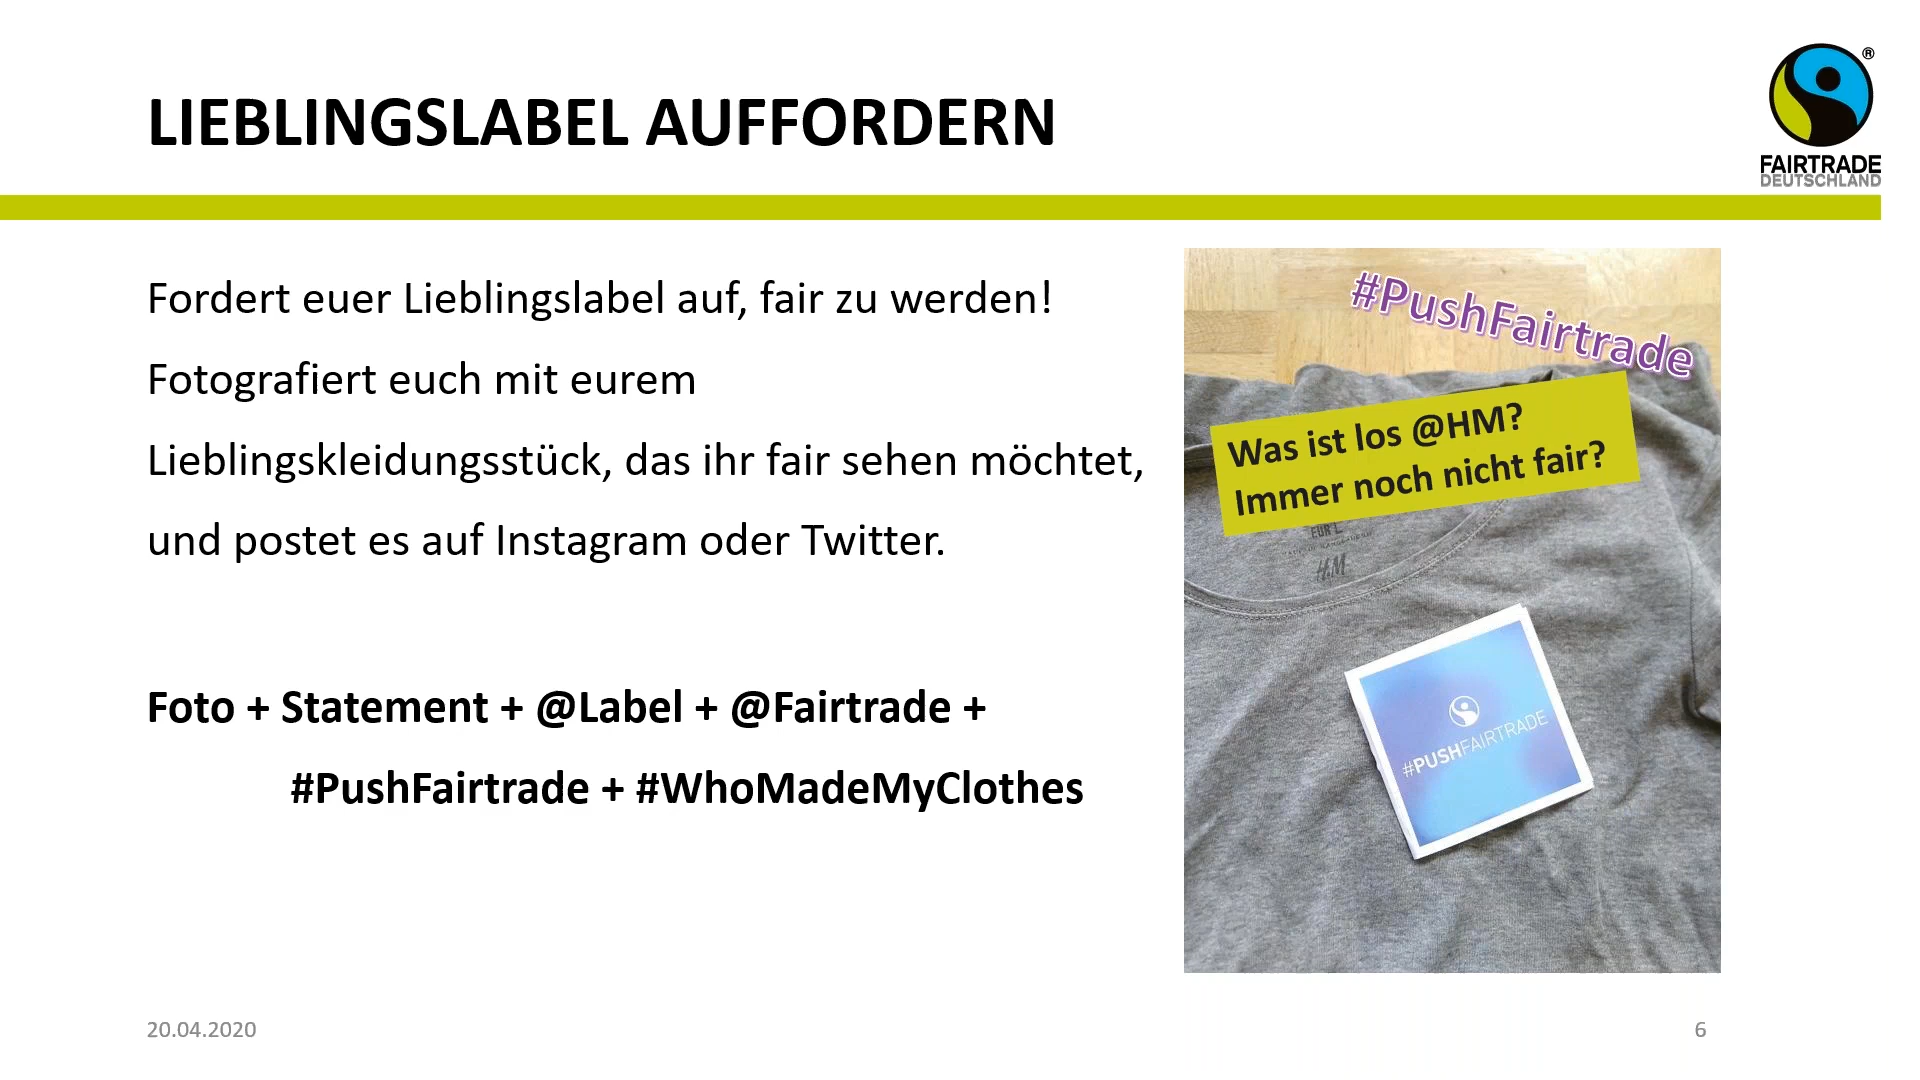 LIEBLINGSLABEL AUFFORDERN
®
FAIRTRADE
DEUTSCHLAND
Fordert euer Lieblingslabel auf, fair zu werden!
Fotografiert euch mit eurem
Lieblingskleidungsstück, das ihr fair sehen möchtet,
und postet es auf Instagram oder Twitter.
Foto + Statement + @Label + @Fairtrade +
#PushFairtrade + #WhoMadeMyClothes
#PushFairtrade
Was ist los @HM?
Immer noch nicht fair?
EUR L
H&M
#PUSHFAIRTRADE
20.04.2020
6